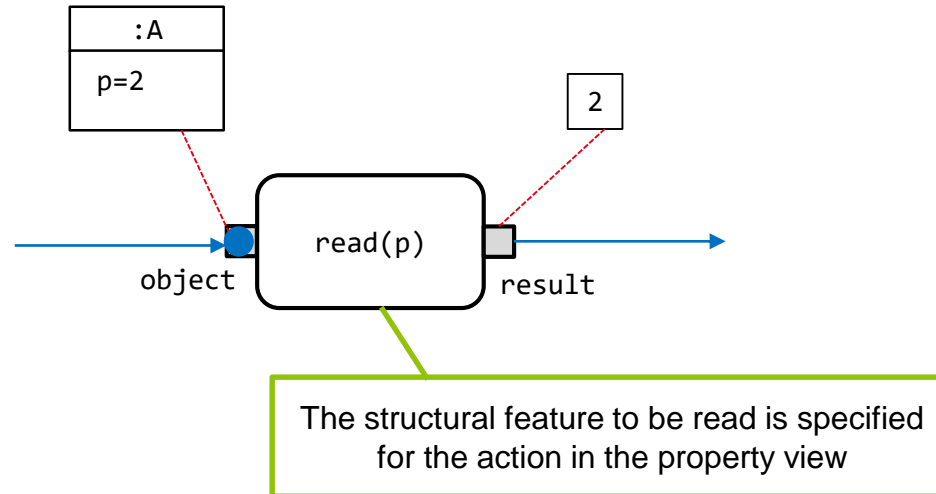 :A
p=2
2
read(p)
object
result
The structural feature to be read is specified
for the action in the property view